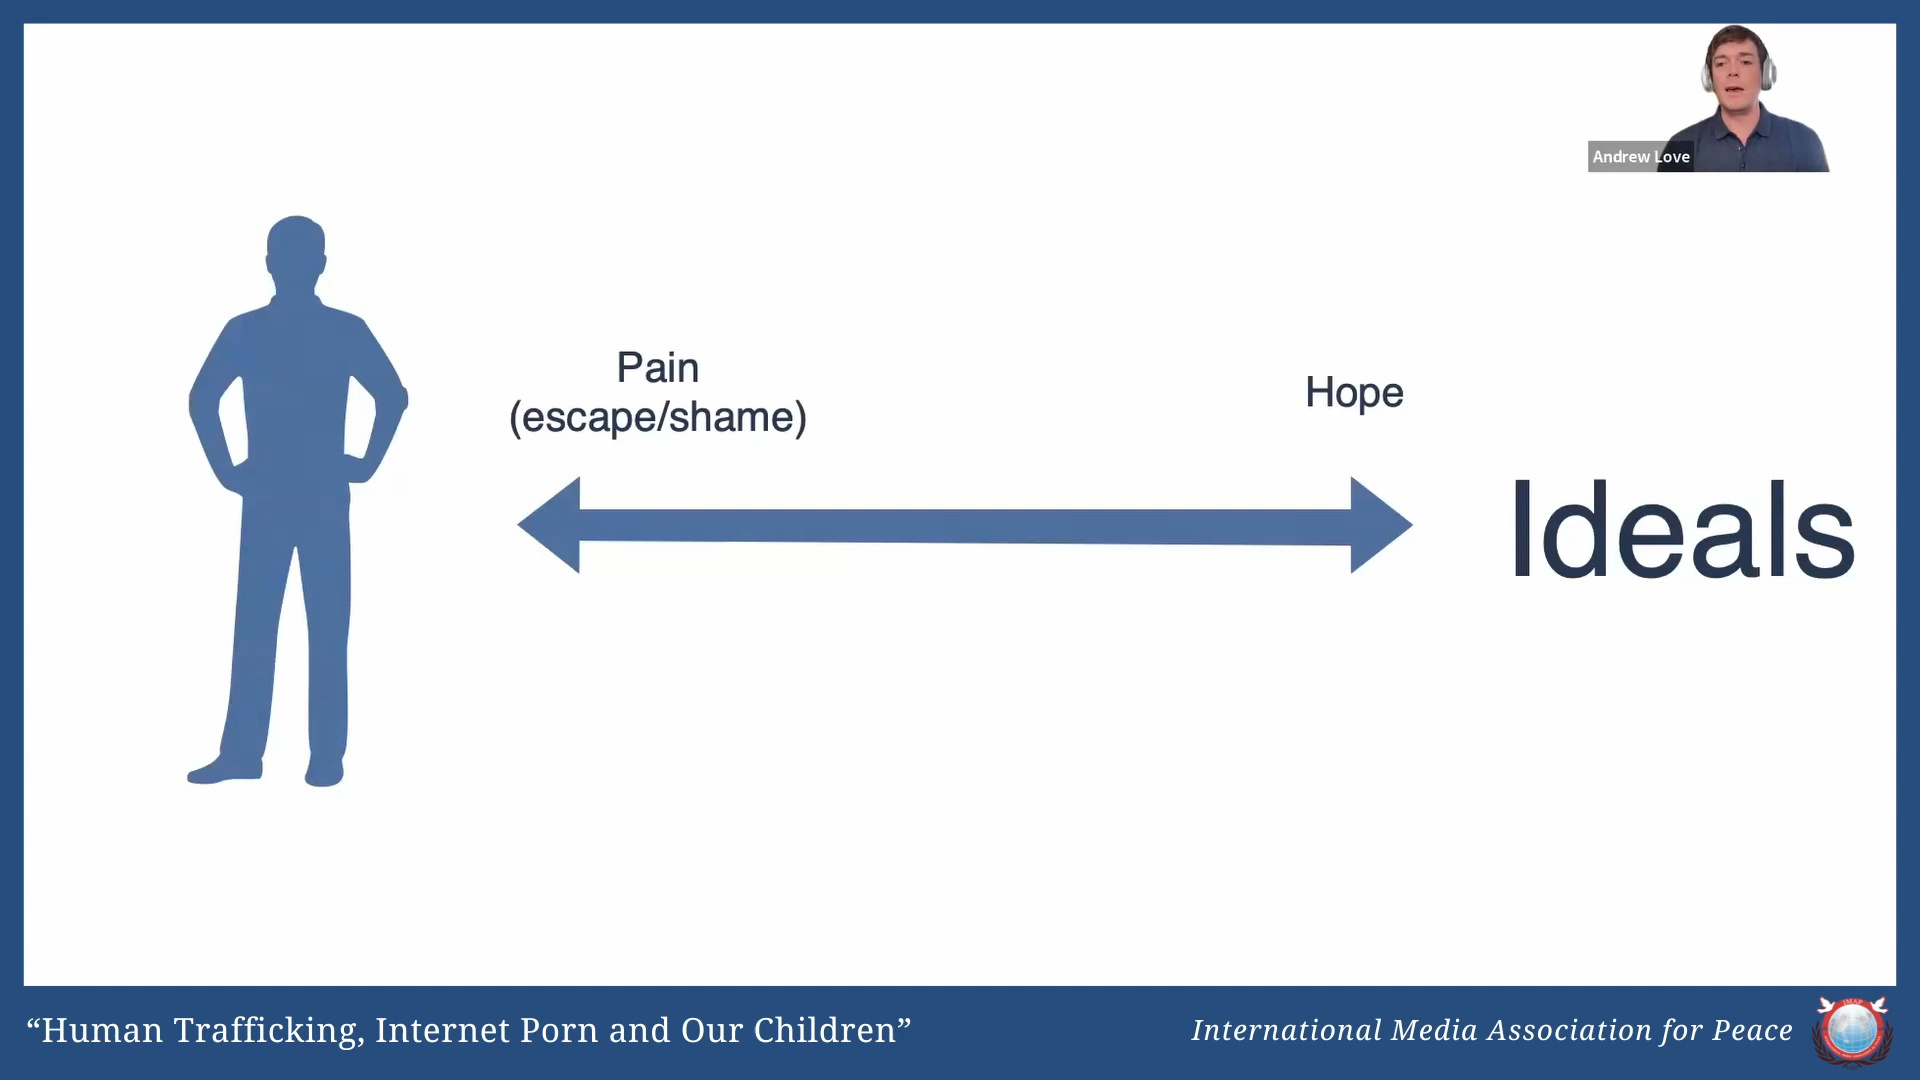 Andrew Love
Pain
(escape/shame)
Hope
Ideals
“Human Trafficking, Internet Porn and Our Children”
International Media Association for Peace